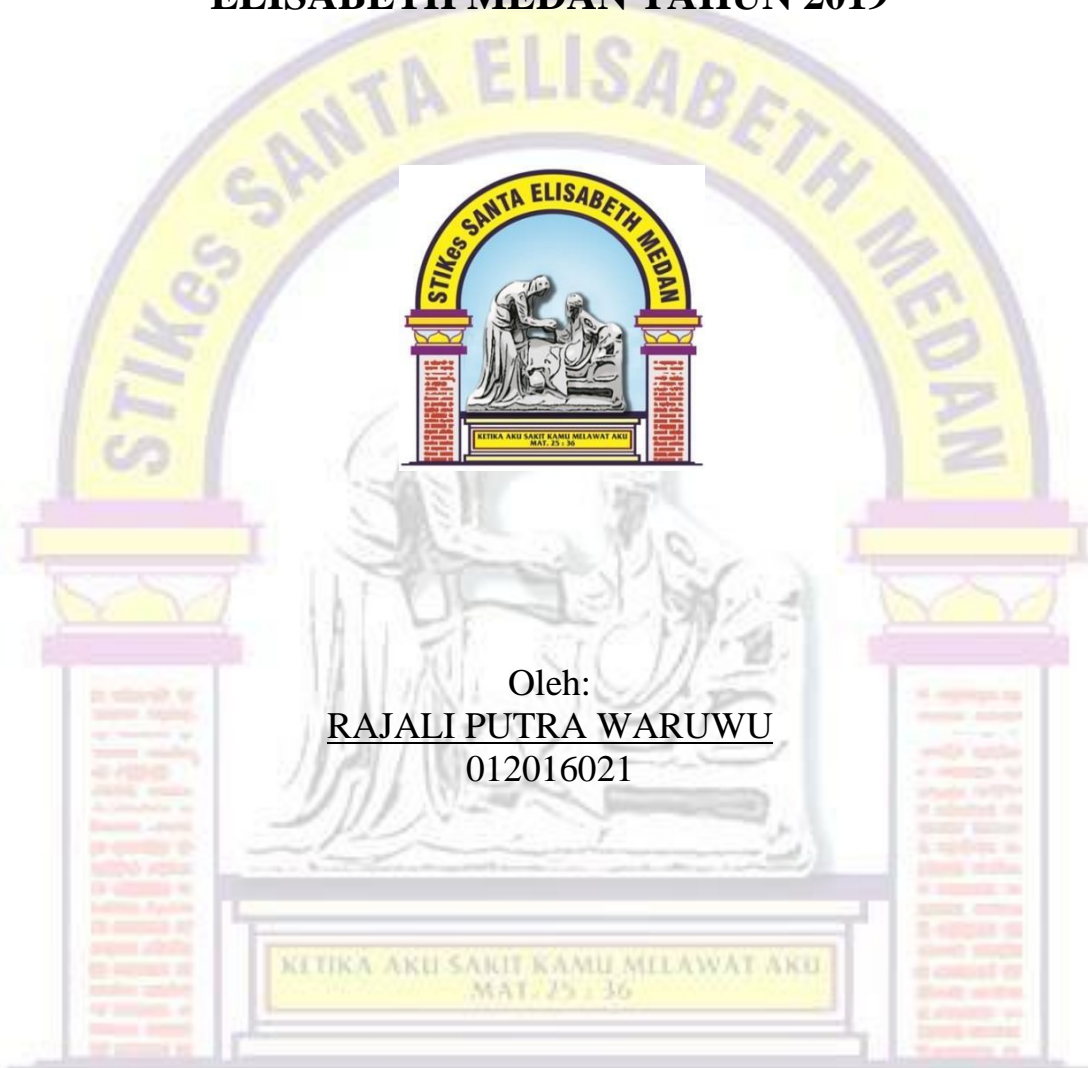 ELISABETH MEDAN TAHUN 2019
STIKes SANTA ELISABETH MEDAN
STIKes SANTA ELISABETH MEDAN
KETIKA AKU SAKIT KAMU MELAWAT AKU
MAT. 25 : 36
Oleh:
RAJALI PUTRA WARUWU
012016021
KETIKA AKU SAKIT KAMU MELAWAT AKU
MAT. 25 : 36